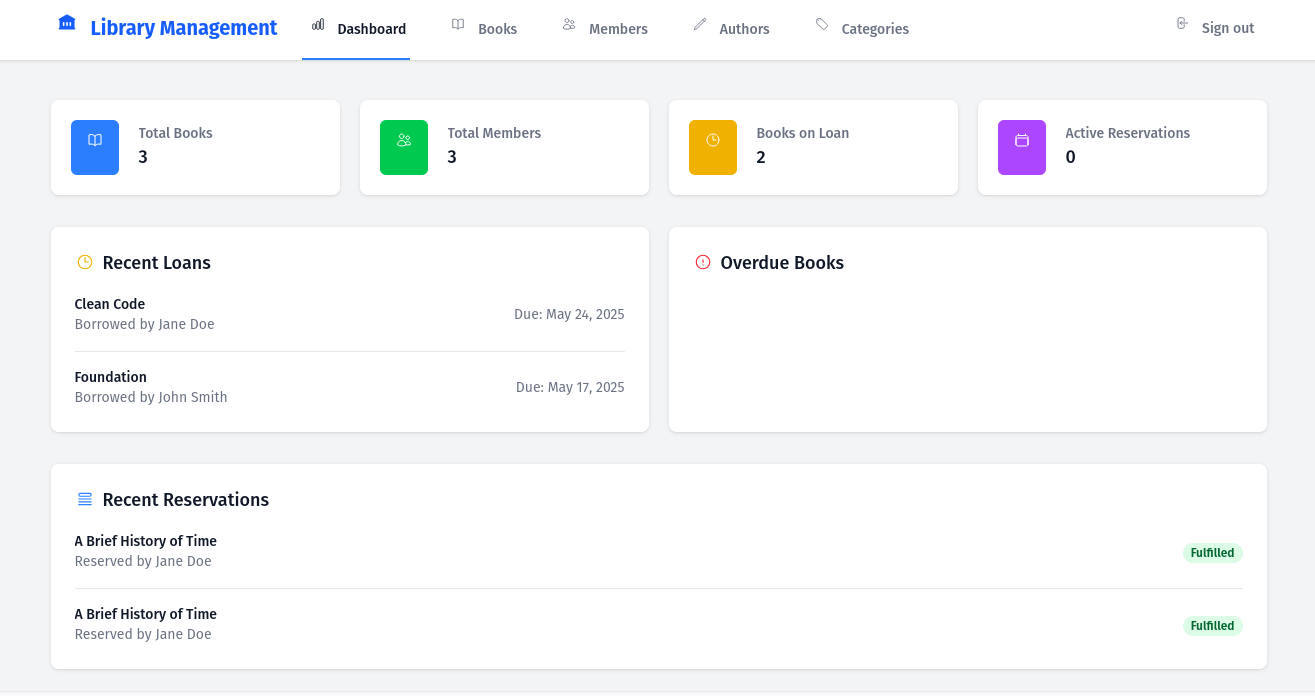 Library Management
Dashboard
Books
Members
Authors
Categories
Sign out
Total Books
3
Total Members
3
Books on Loan
2
Active Reservations
0
Recent Loans
Clean Code
Borrowed by Jane Doe
Due: May 24, 2025
Foundation
Borrowed by John Smith
Due: May 17, 2025
Overdue Books
Recent Reservations
A Brief History of Time
Reserved by Jane Doe
Fulfilled
A Brief History of Time
Reserved by Jane Doe
Fulfilled